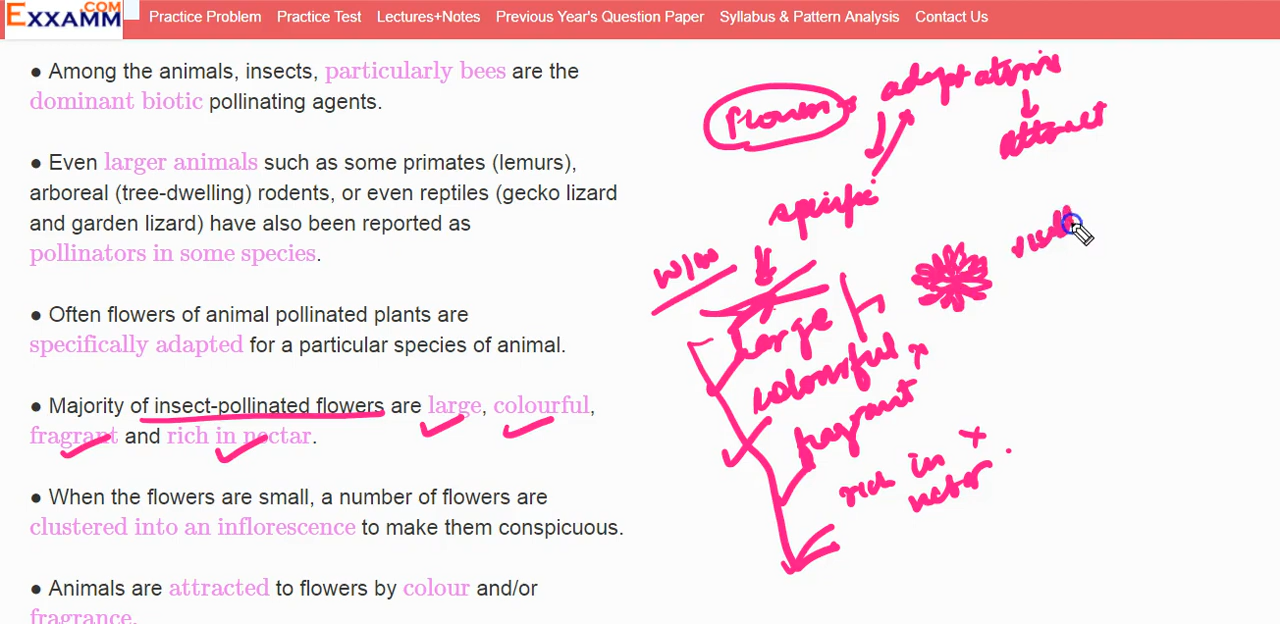 EXXAMM .COM
Practice Problem Practice Test Lectures+Notes Previous Year's Question Paper Syllabus & Pattern Analysis Contact Us
● Among the animals, insects, particularly bees are the
dominant biotic pollinating agents.
● Even larger animals such as some primates (lemurs),
arboreal (tree-dwelling) rodents, or even reptiles (gecko lizard
and garden lizard) have also been reported as
pollinators in some species.
● Often flowers of animal pollinated plants are
specifically adapted for a particular species of animal.
● Majority of insect-pollinated flowers are large, colourful,
fragrant and rich in nectar.
● When the flowers are small, a number of flowers are
clustered into an inflorescence to make them conspicuous.
● Animals are attracted to flowers by colour and/or
fragrance.
attract
specific
W/W
Large
colourful
fragrant
rich in